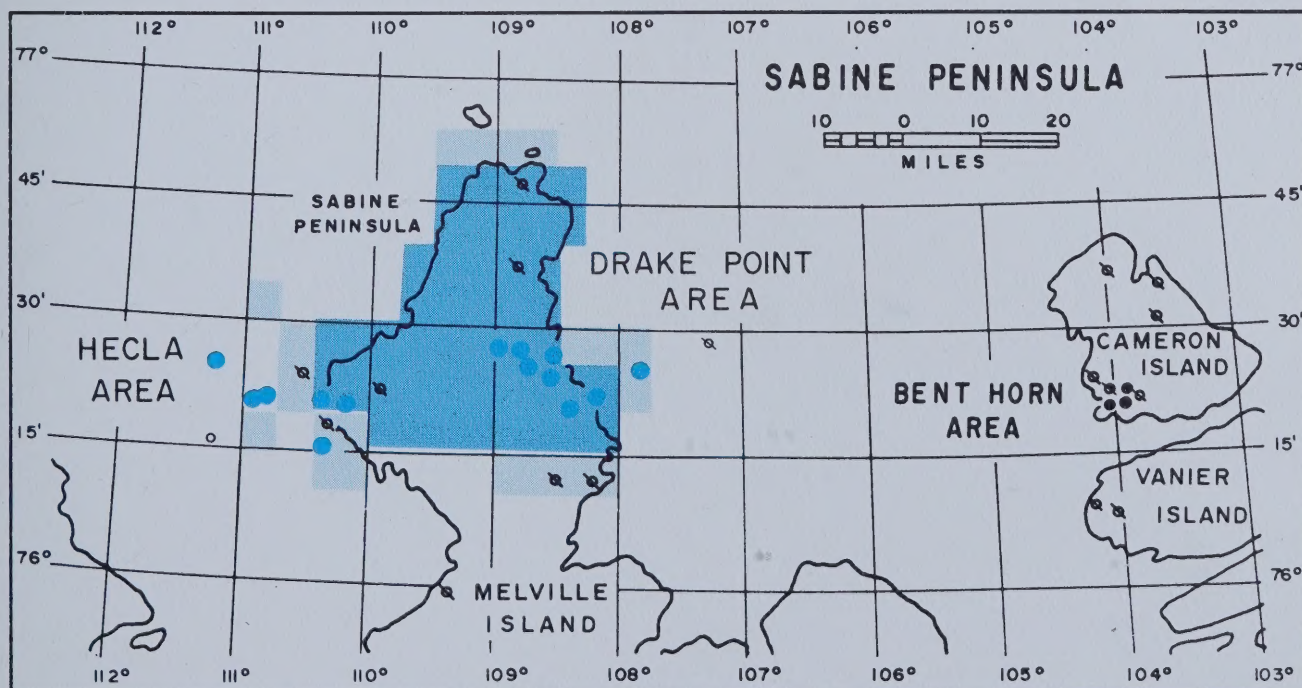 112° 111° 110° 109° 108° 107° 106° 105° 104° 103°
77° 77°
SABINE PENINSULA
10 0 10 20
MILES
45' 45'
SABINE
PENINSULA
DRAKE POINT
AREA
30' 30'
HECLA
AREA
CAMERON
ISLAND
BENT HORN
AREA
15' 15'
VANIER
ISLAND
76° 76°
MELVILLE
ISLAND
112° 111° 110° 109° 108° 107° 106° 105° 104° 103°